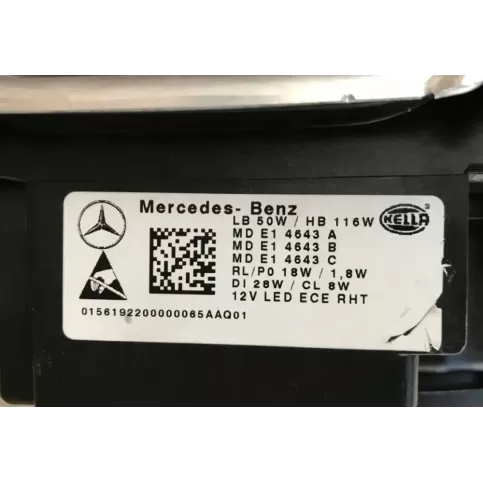 Mercedes- Benz
LB 50W / HB 116W
HELLA
MD E1 4643 A
MD E1 4643 B
MD E1 4643 C
RL/PO 18W / 1,8W
DI 28W / CL 8W
12V LED ECE RHT
0156192200000065AAQ01